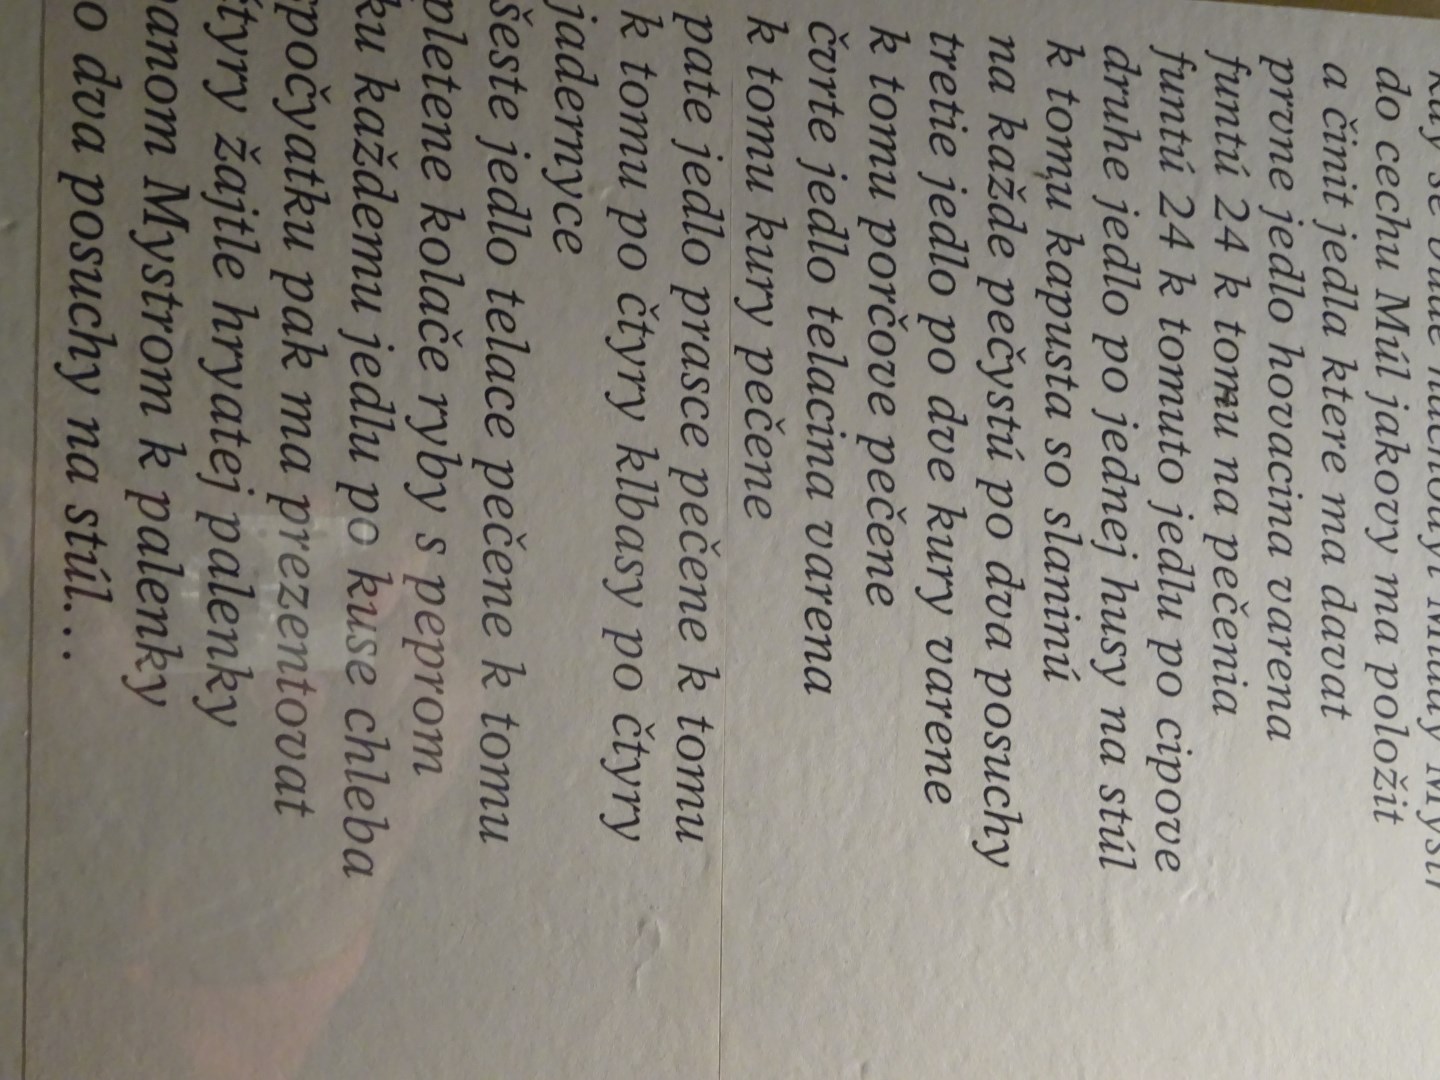 do cechu Múl jakovy ma položit
a činit jedla ktere ma davat
prvne jedlo hovacina varena
funtú 24 k tomu na pečenia
funtú 24 k tomuto jedlu po cipove
druhe jedlo po jednej husy na stúl
k tomu kapusta so slaninú
na každe pečystú po dva posuchy
tretie jedlo po dve kury varene
k tomu porčove pečene
čvrte jedlo telacina varena
k tomu kury pečene
pate jedlo prasce pečene k tomu
k tomu po čtyry klbasy po čtyry
jadernyce
šeste jedlo telace pečene k tomu
pletene kolače ryby s peprom
ku každemu jedlu po kuse chleba
počyatku pak ma prezentovat
čtyry žajtle hryatej palenky
panom Mystrom k palenky
o dva posuchy na stúl...